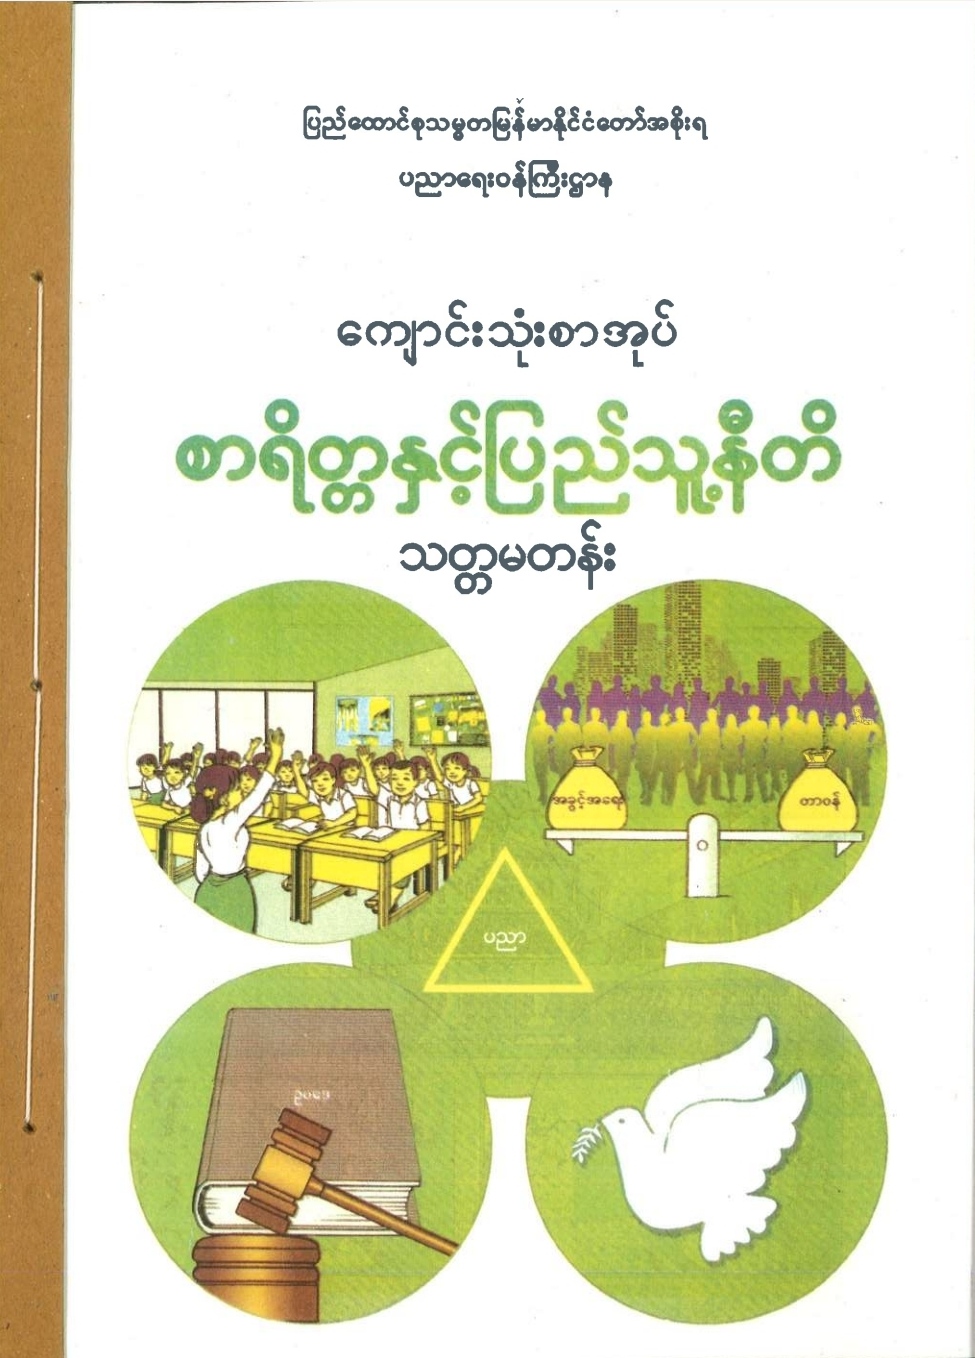 ပြည်ထောင်စုသမ္မတမြန်မာနိုင်ငံတော်အစိုးရ
ပညာရေးဝန်ကြီးဌာန
ကျောင်းသုံးစာအုပ်
စာရိတ္တနှင့်ပြည်သူ့နီတိ
သတ္တမတန်း
အခွင့်အရေး
တာဝန်
ပညာ
ဥပဒေ